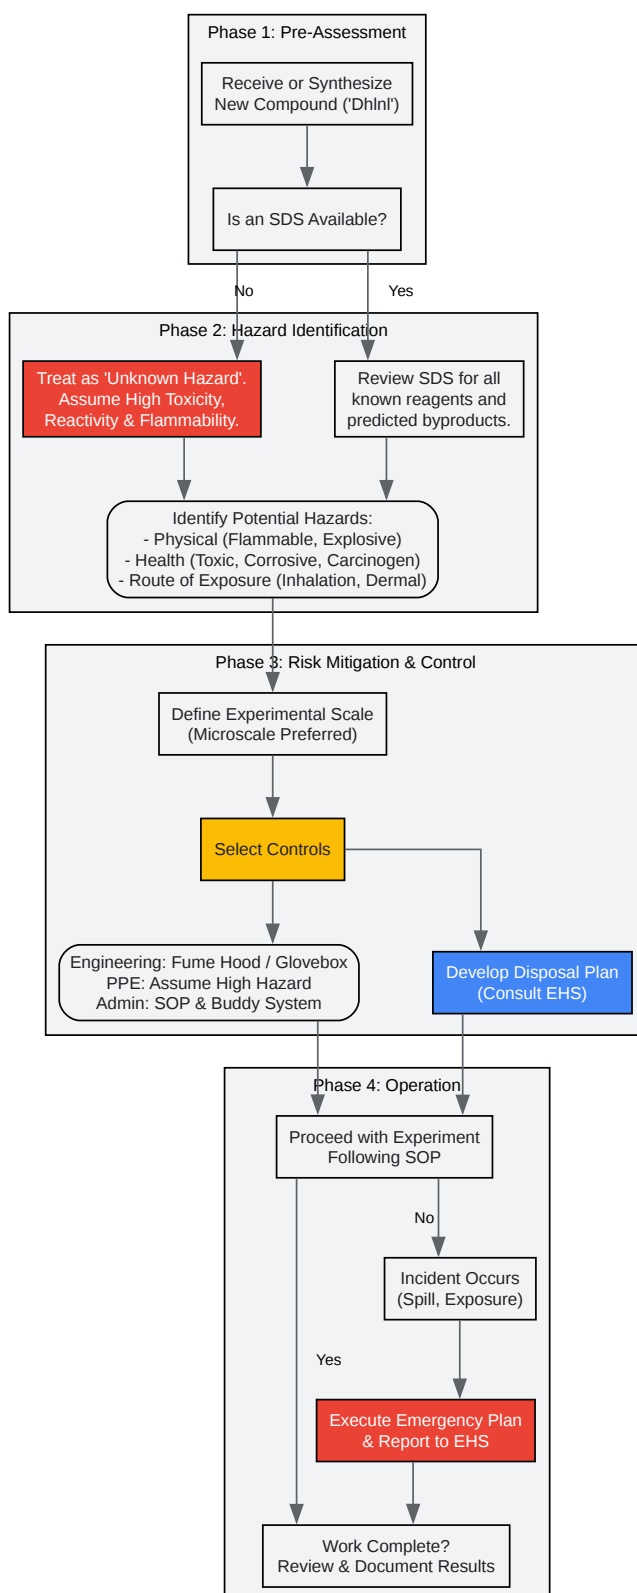 Phase 1: Pre-Assessment
Receive or Synthesize
New Compound ('Dhlnl')
Is an SDS Available?
No
Yes
Phase 2: Hazard Identification
Treat as 'Unknown Hazard'.
Assume High Toxicity,
Reactivity & Flammability.
Review SDS for all
known reagents and
predicted byproducts.
Identify Potential Hazards:
- Physical (Flammable, Explosive)
- Health (Toxic, Corrosive, Carcinogen)
- Route of Exposure (Inhalation, Dermal)
Phase 3: Risk Mitigation & Control
Define Experimental Scale
(Microscale Preferred)
Select Controls
Engineering: Fume Hood / Glovebox
PPE: Assume High Hazard
Admin: SOP & Buddy System
Develop Disposal Plan
(Consult EHS)
Phase 4: Operation
Proceed with Experiment
Following SOP
No
Incident Occurs
(Spill, Exposure)
Yes
Execute Emergency Plan
& Report to EHS
Work Complete?
Review & Document Results